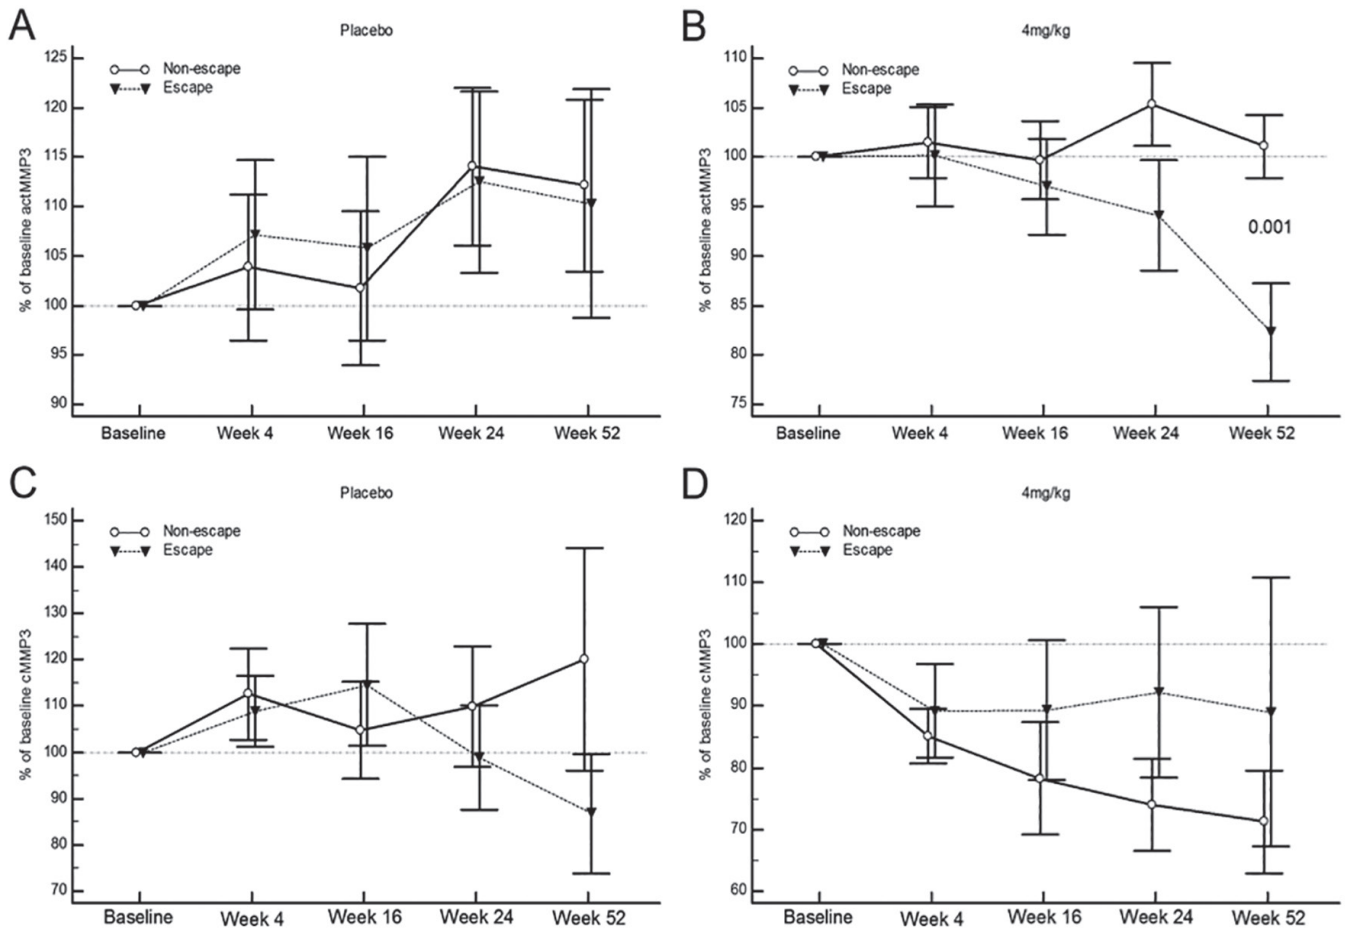 A
Placebo
Non-escape
Escape
% of baseline actMMP3
125
120
115
110
105
100
95
90
Baseline Week 4 Week 16 Week 24 Week 52
B
4mg/kg
Non-escape
Escape
% of baseline actMMP3
110
105
100
95
90
85
80
75
0.001
Baseline Week 4 Week 16 Week 24 Week 52
C
Placebo
Non-escape
Escape
% of baseline cMMP3
150
140
130
120
110
100
90
80
70
Baseline Week 4 Week 16 Week 24 Week 52
D
4mg/kg
Non-escape
Escape
% of baseline cMMP3
120
110
100
90
80
70
60
Baseline Week 4 Week 16 Week 24 Week 52